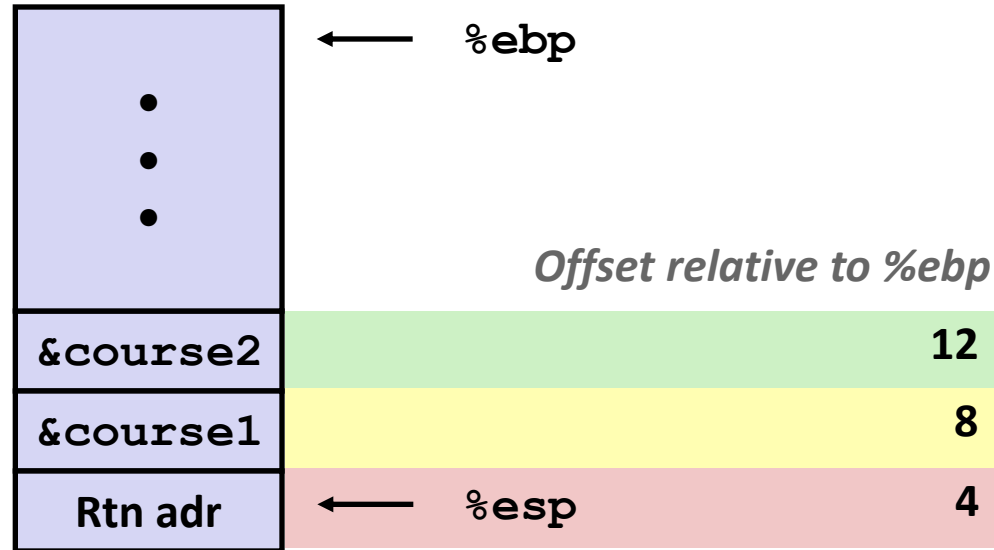 %ebp
Offset relative to %ebp
&course2 12
&course1 8
Rtn adr %esp 4